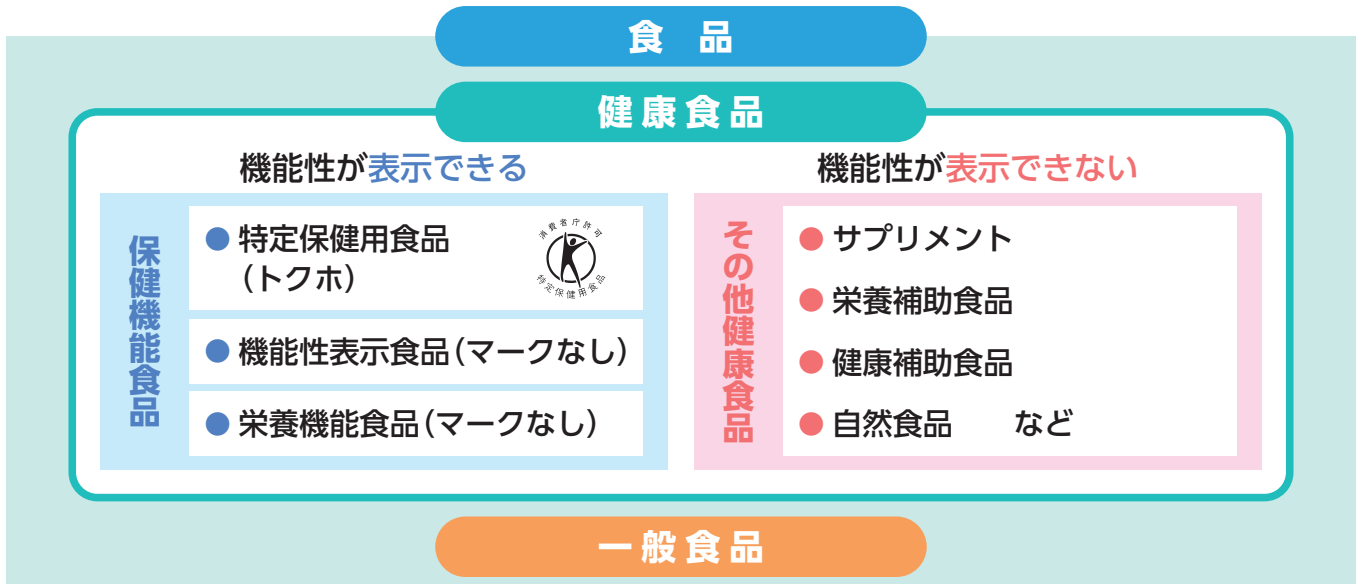 食 品
健康食品
機能性が表示できる
保健機能食品
● 特定保健用食品
（トクホ）
消費者庁許可
特定保健用食品
● 機能性表示食品（マークなし）
● 栄養機能食品（マークなし）
機能性が表示できない
その他健康食品
● サプリメント
● 栄養補助食品
● 健康補助食品
● 自然食品　　など
一般食品